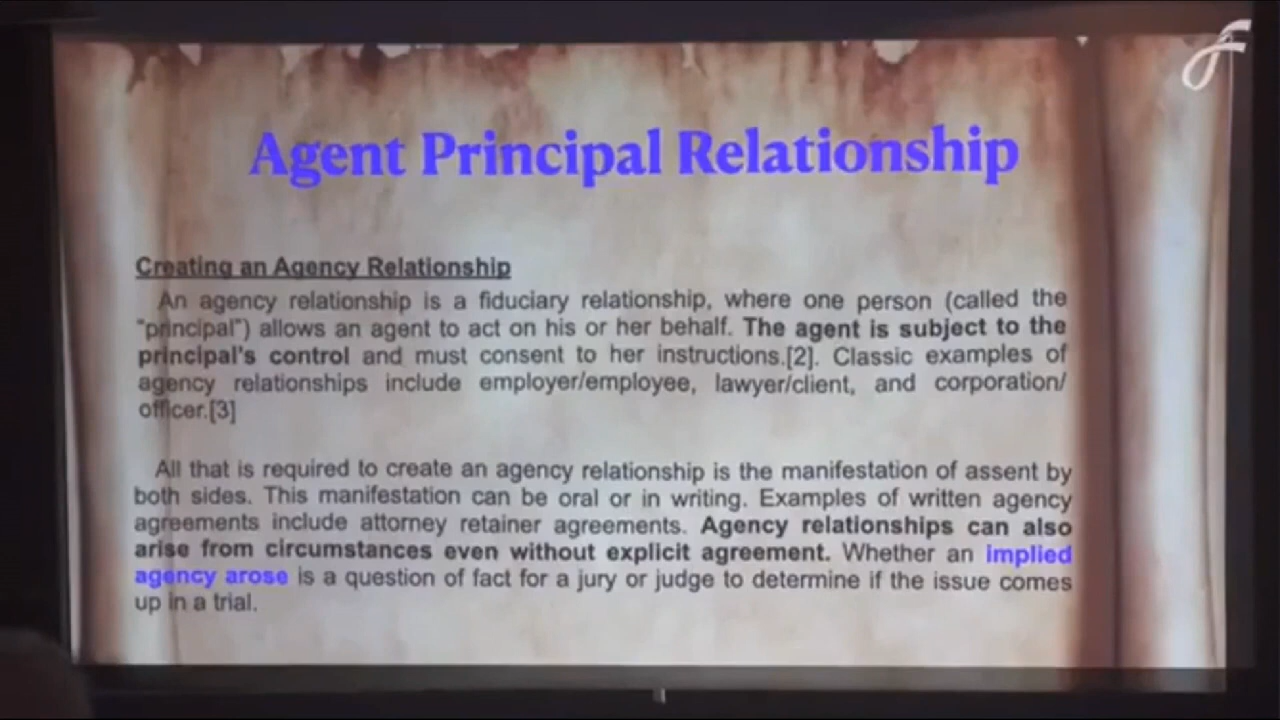 Agent Principal Relationship
Creating an Agency Relationship
An agency relationship is a fiduciary relationship, where one person (called the
"principal") allows an agent to act on his or her behalf. The agent is subject to the
principal's control and must consent to her instructions.[2]. Classic examples of
agency relationships include employer/employee, lawyer/client, and corporation/
officer.[3]
All that is required to create an agency relationship is the manifestation of assent by
both sides. This manifestation can be oral or in writing. Examples of written agency
agreements include attorney retainer agreements. Agency relationships can also
arise from circumstances even without explicit agreement. Whether an implied
agency arose is a question of fact for a jury or judge to determine if the issue comes
up in a trial.